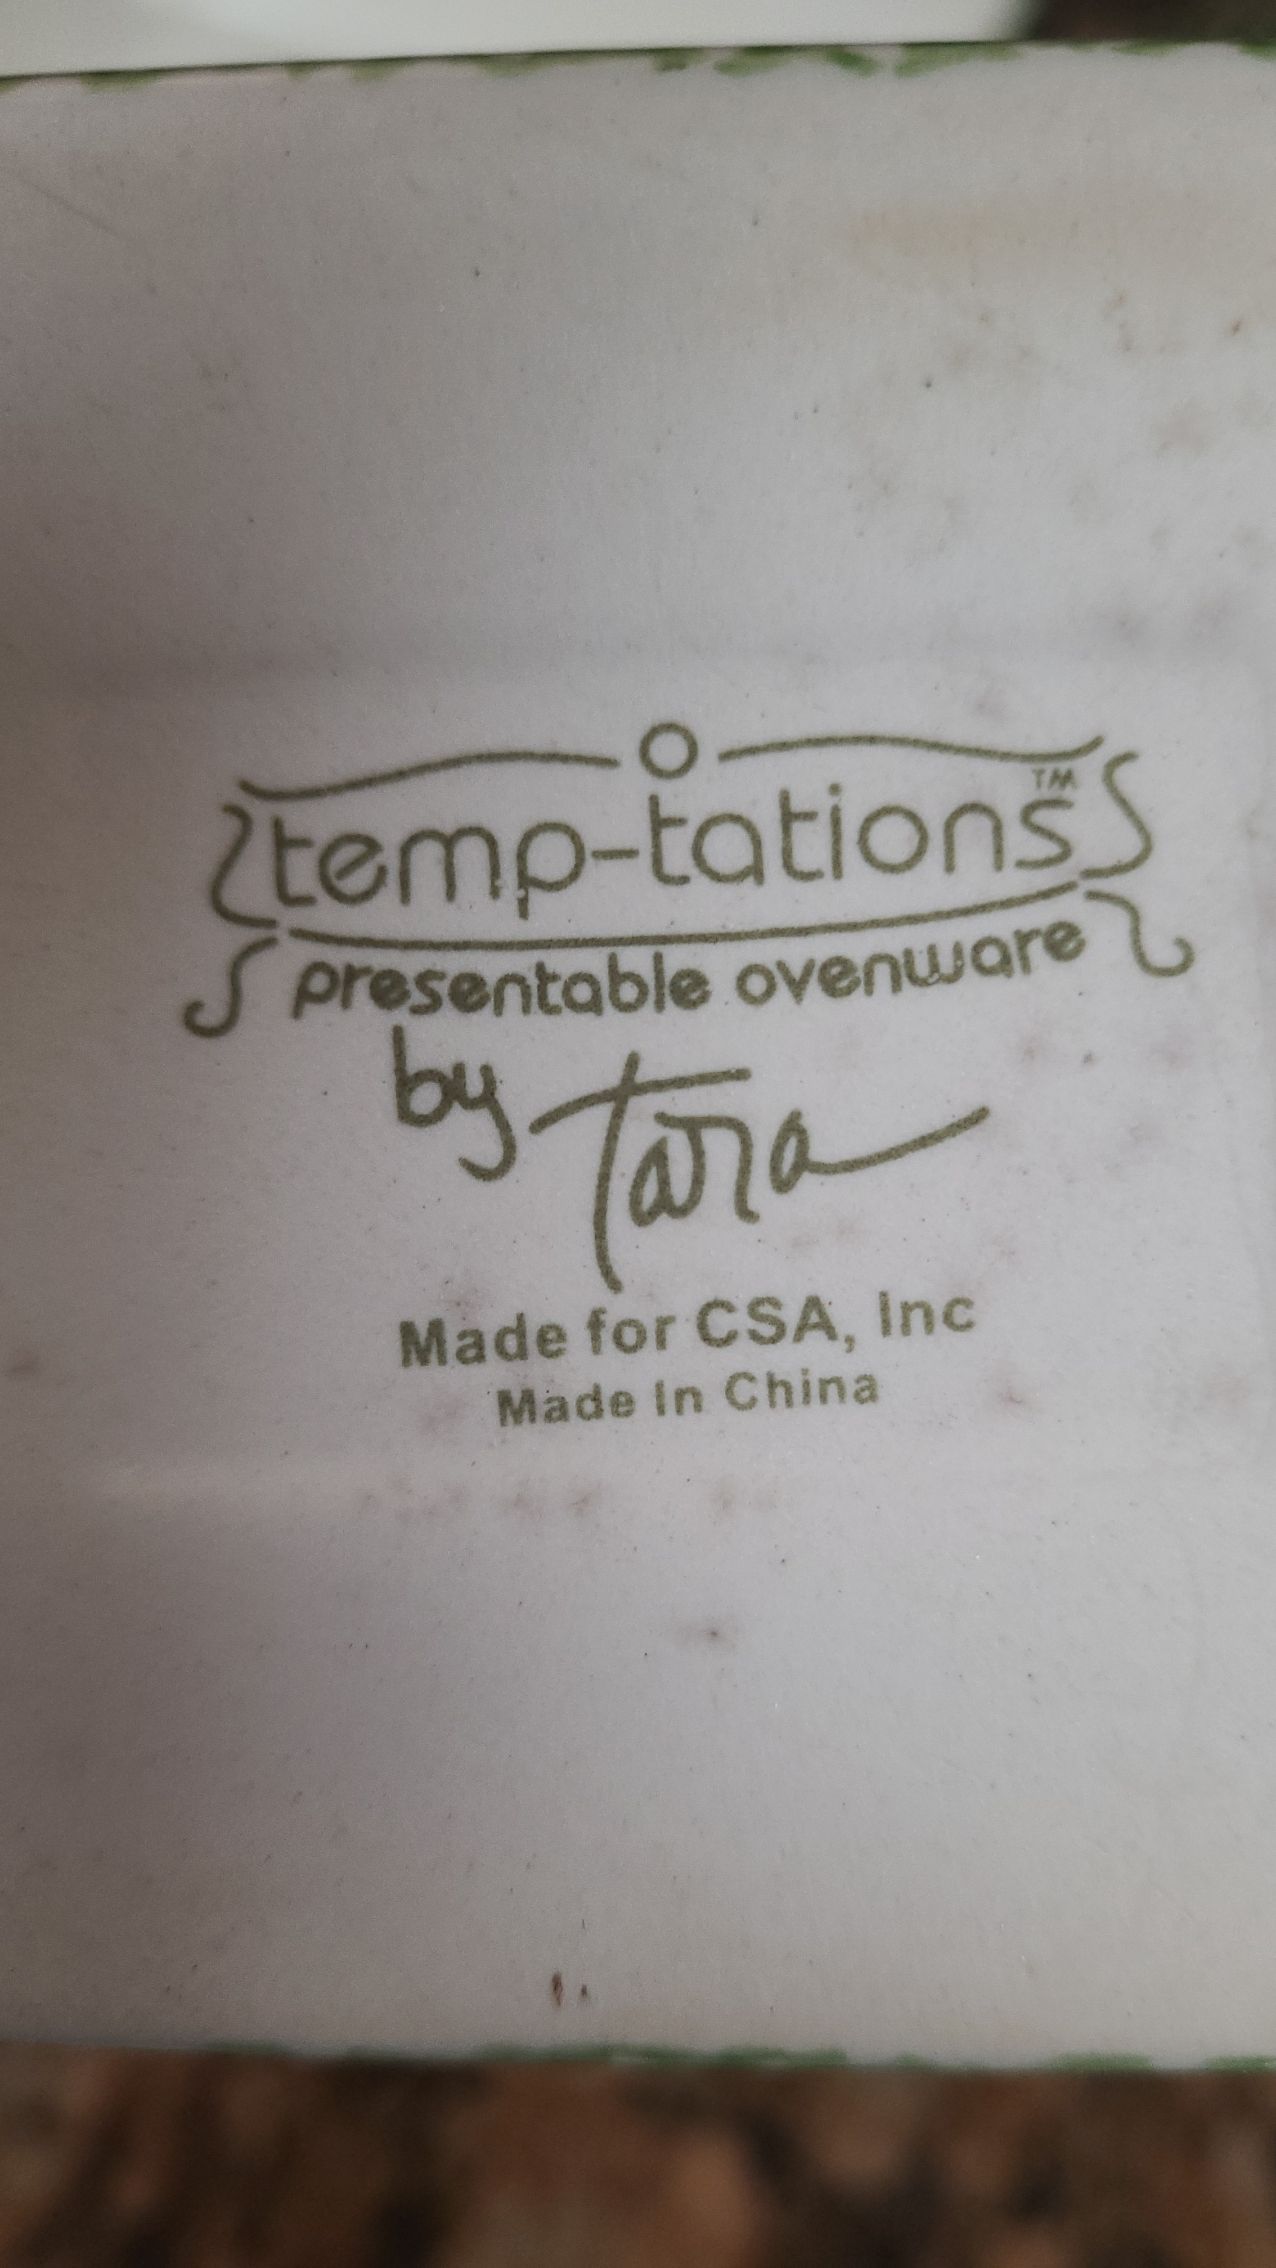 temp-tations™
presentable ovenware
by Tara
Made for CSA, Inc
Made In China